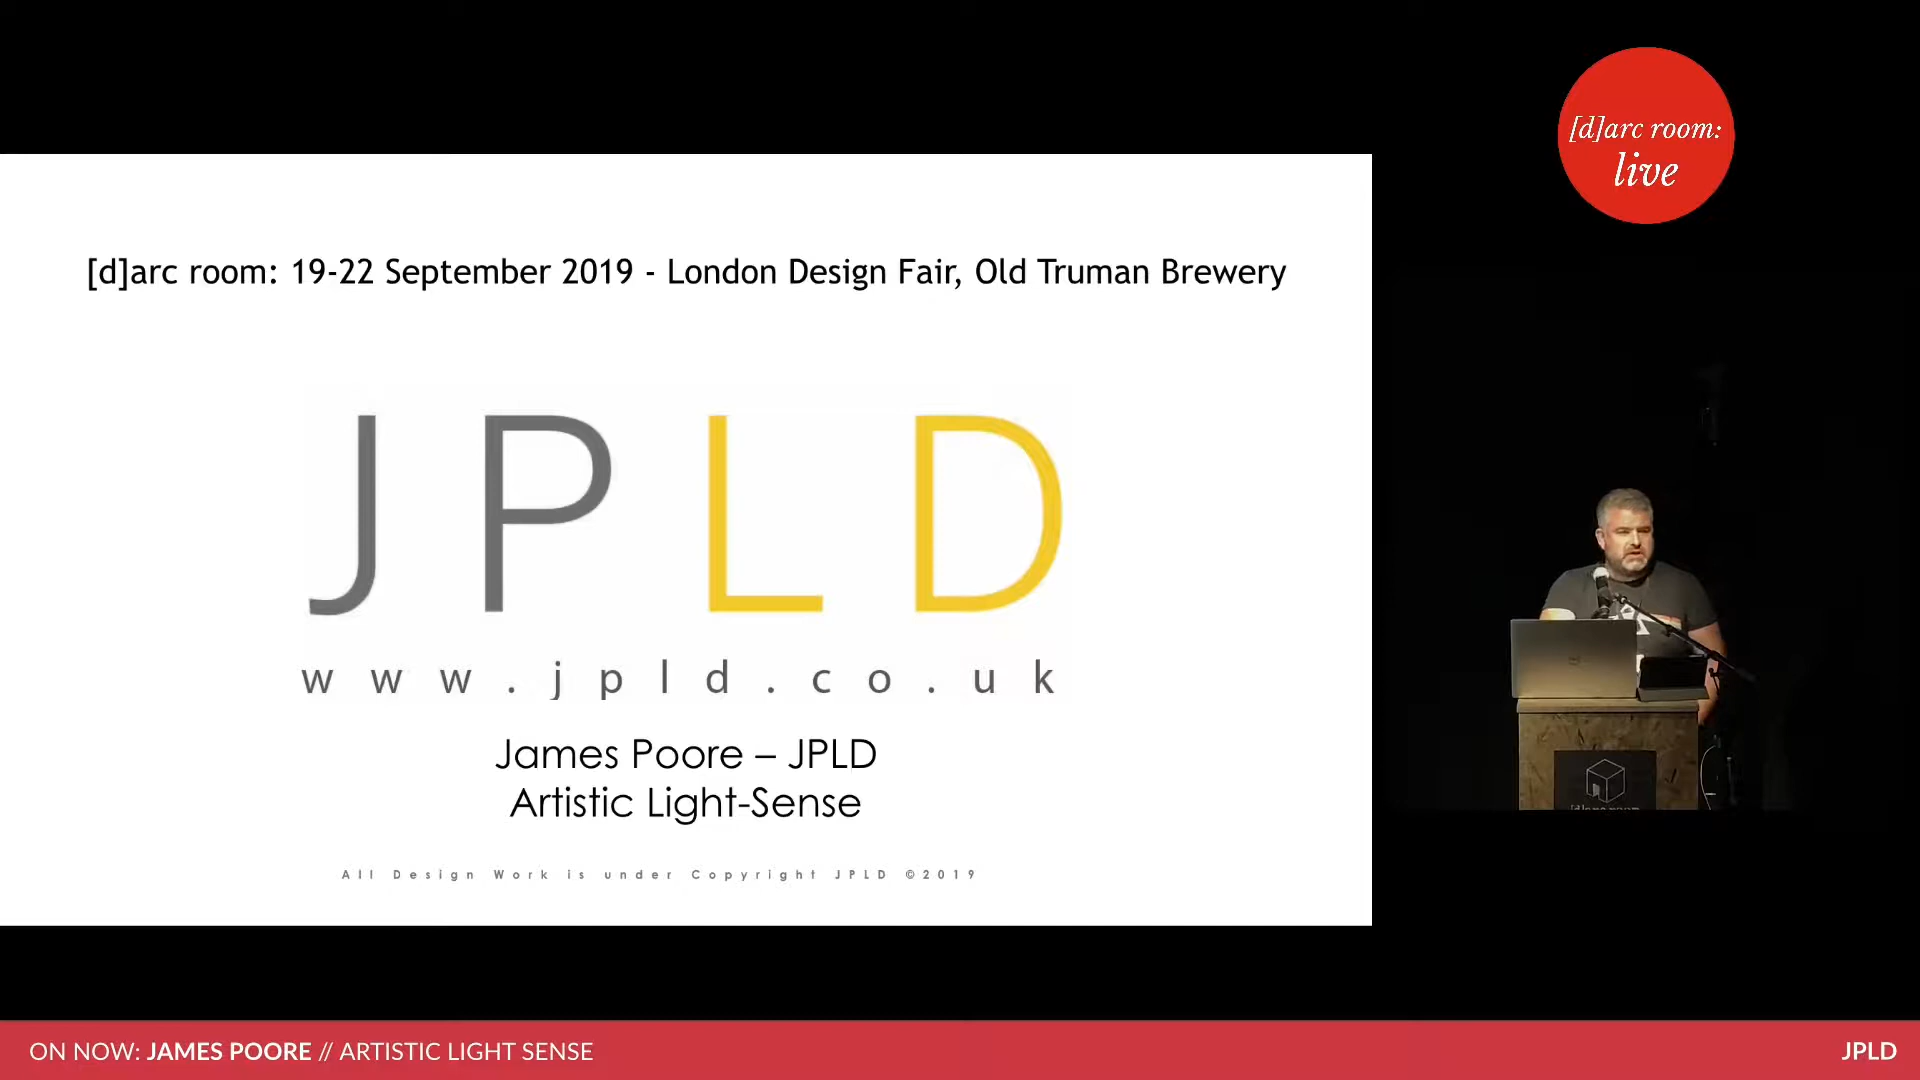 [d]arc room:
live
[d]arc room: 19-22 September 2019 - London Design Fair, Old Truman Brewery
JPLD
www.jpld.co.uk
James Poore – JPLD
Artistic Light-Sense
All Design Work is under Copyright JPLD ©2019
ON NOW: JAMES POORE // ARTISTIC LIGHT SENSE
JPLD